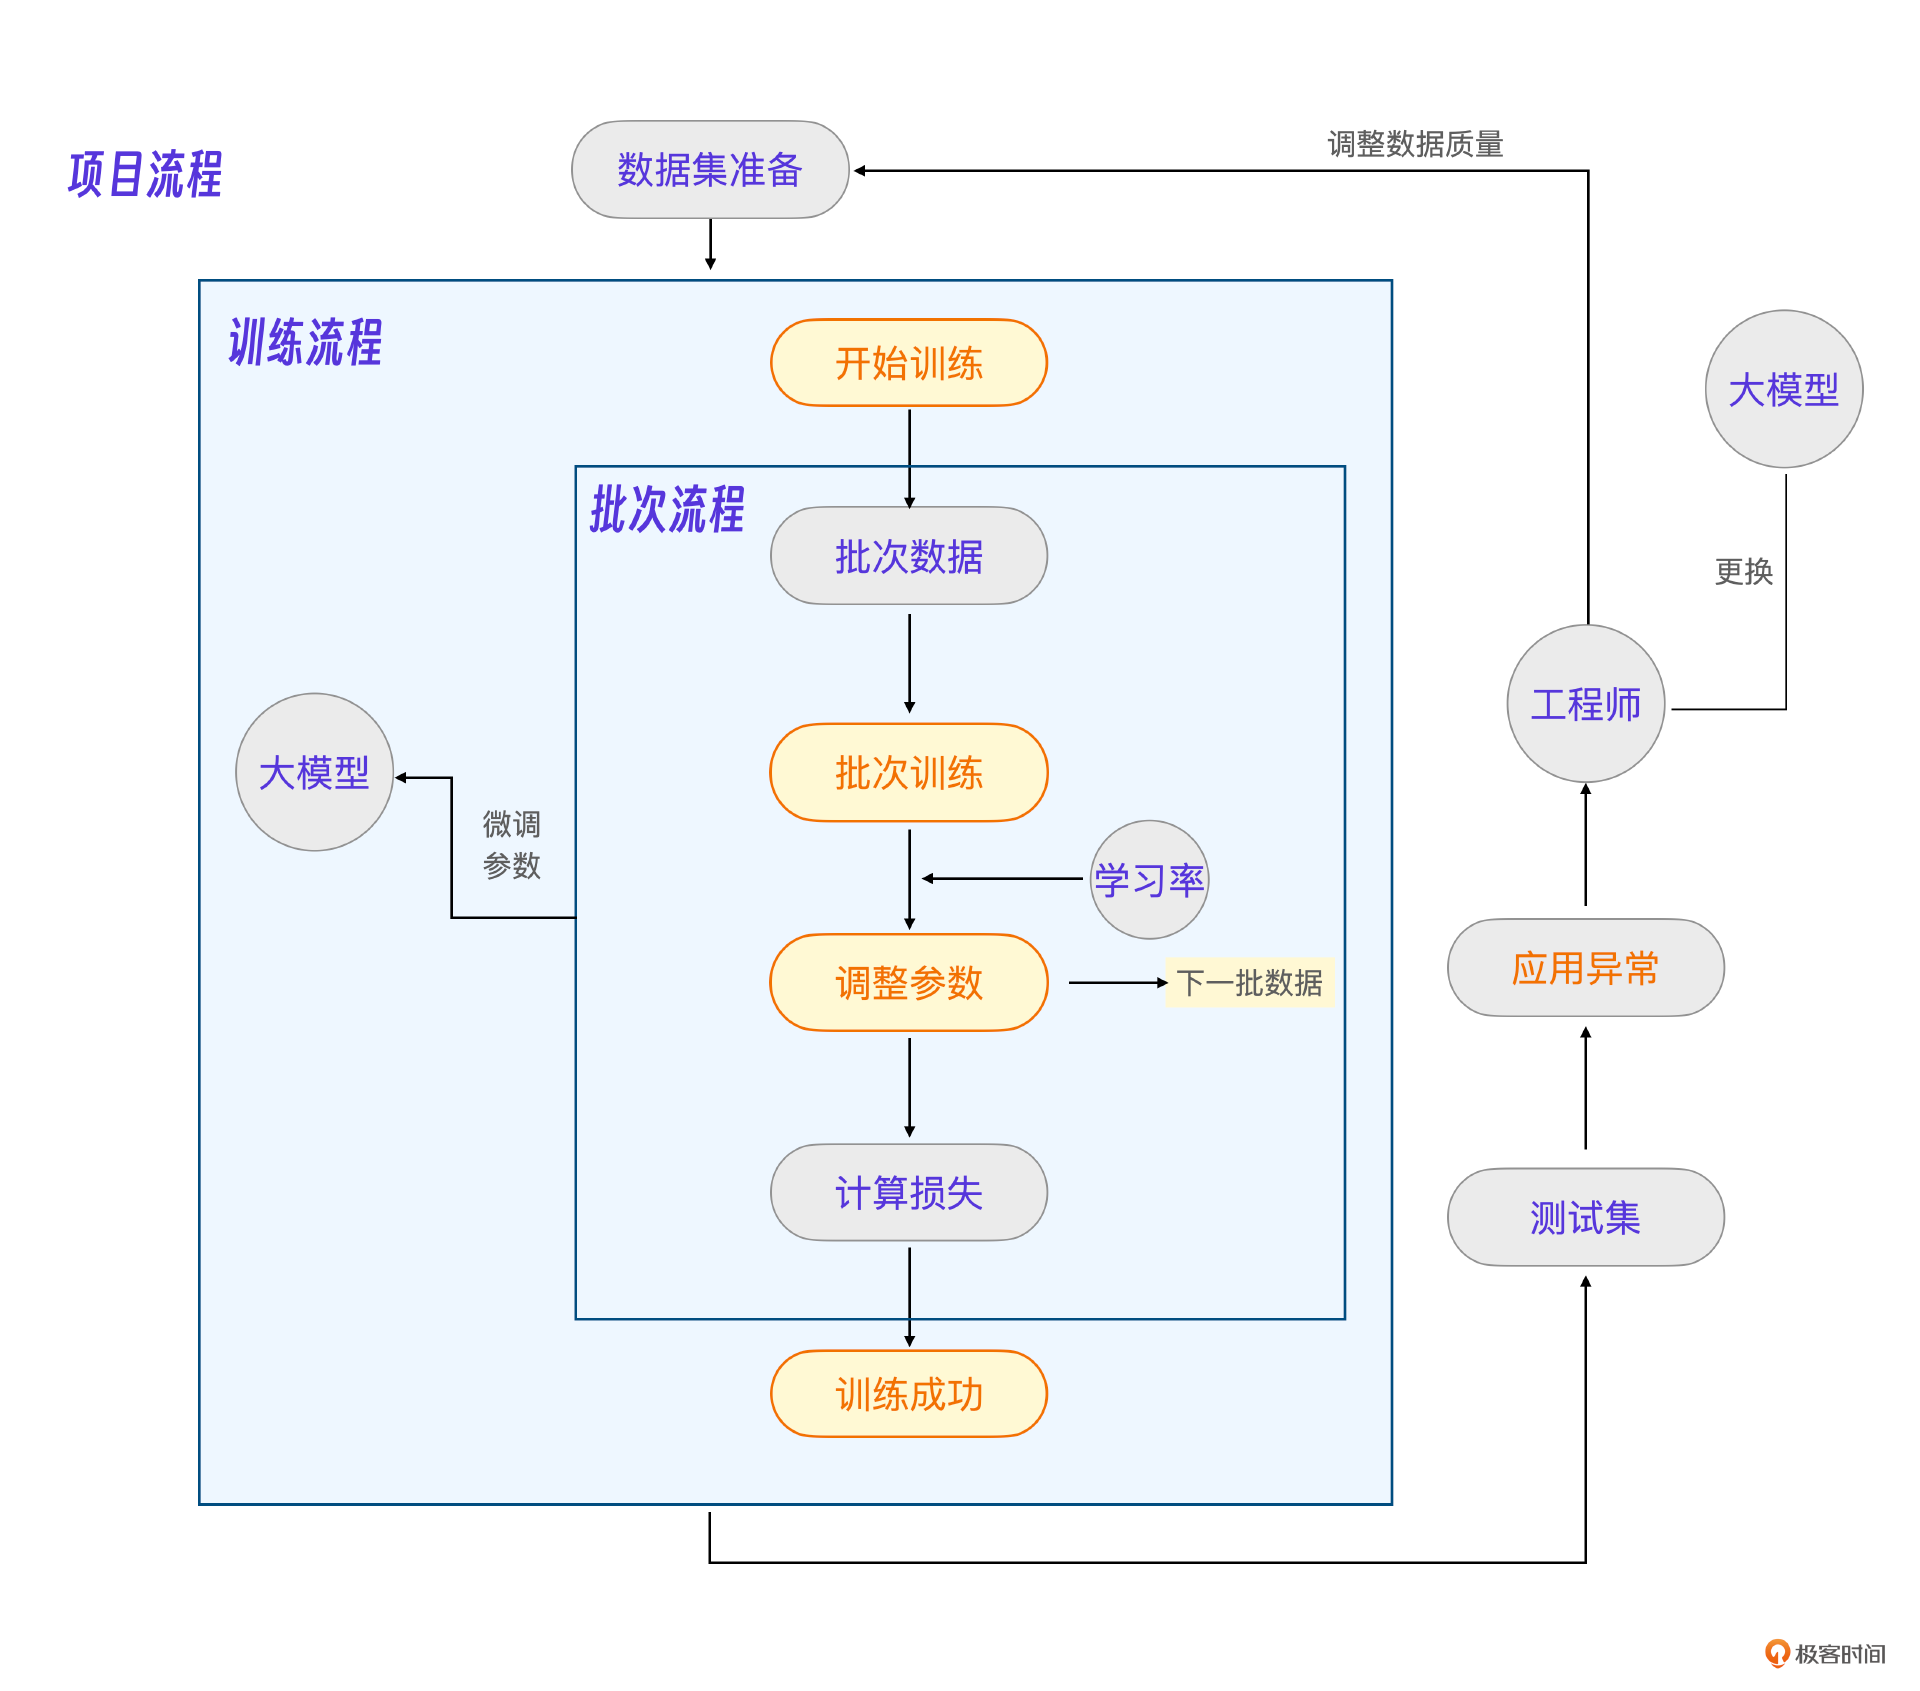 项目流程
数据集准备
调整数据质量
训练流程
开始训练
大模型
批次流程
批次数据
更换
工程师
大模型
批次训练
微调
参数
学习率
调整参数
下一批数据
应用异常
计算损失
测试集
训练成功
极客时间